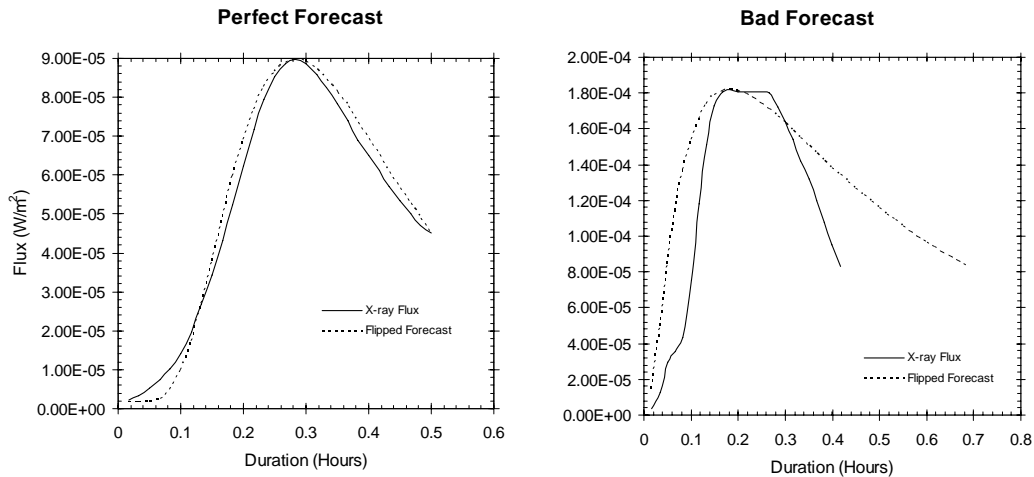 Perfect Forecast
9.00E-05
8.00E-05
7.00E-05
6.00E-05
5.00E-05
4.00E-05
3.00E-05
2.00E-05
1.00E-05
0.00E+00
Flux (W/m²)
X-ray Flux
Flipped Forecast
0 0.1 0.2 0.3 0.4 0.5 0.6
Duration (Hours)
Bad Forecast
2.00E-04
1.80E-04
1.60E-04
1.40E-04
1.20E-04
1.00E-04
8.00E-05
6.00E-05
4.00E-05
2.00E-05
0.00E+00
X-ray Flux
Flipped Forecast
0 0.1 0.2 0.3 0.4 0.5 0.6 0.7 0.8
Duration (Hours)